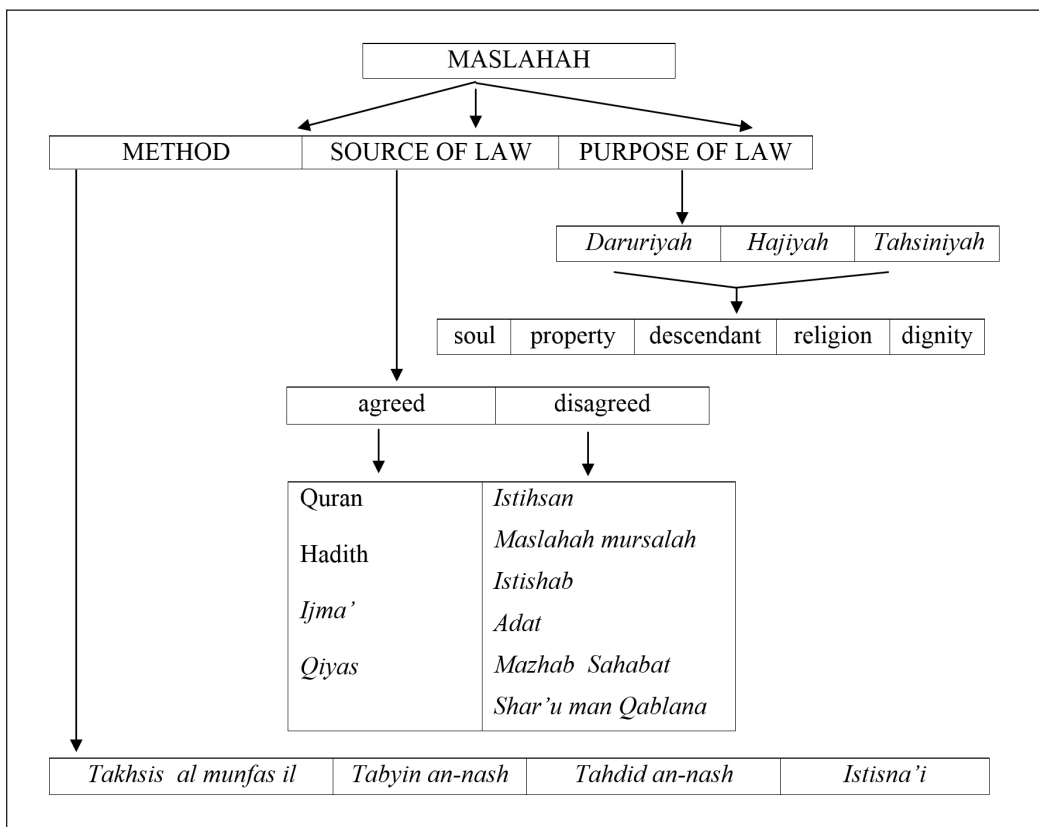 MASLAHAH
METHOD SOURCE OF LAW PURPOSE OF LAW
Daruriyah Hajiyah Tahsiniyah
soul property descendant religion dignity
agreed disagreed
Quran
Hadith
Ijma’
Qiyas
Istihsan
Maslahah mursalah
Istishab
Adat
Mazhab Sahabat
Shar’u man Qablana
Takhsis al munfas il Tabyin an-nash Tahdid an-nash Istisna’i